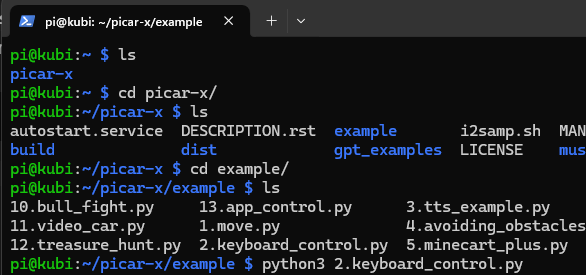 pi@kubi: ~/picar-x/example
pi@kubi:~ $ ls
picar-x
pi@kubi:~ $ cd picar-x/
pi@kubi:~/picar-x $ ls
autostart.service DESCRIPTION.rst example i2samp.sh MAN
build dist gpt_examples LICENSE mus
pi@kubi:~/picar-x $ cd example/
pi@kubi:~/picar-x/example $ ls
10.bull_fight.py 13.app_control.py 3.tts_example.py
11.video_car.py 1.move.py 4.avoiding_obstacles
12.treasure_hunt.py 2.keyboard_control.py 5.minecart_plus.py
pi@kubi:~/picar-x/example $ python3 2.keyboard_control.py